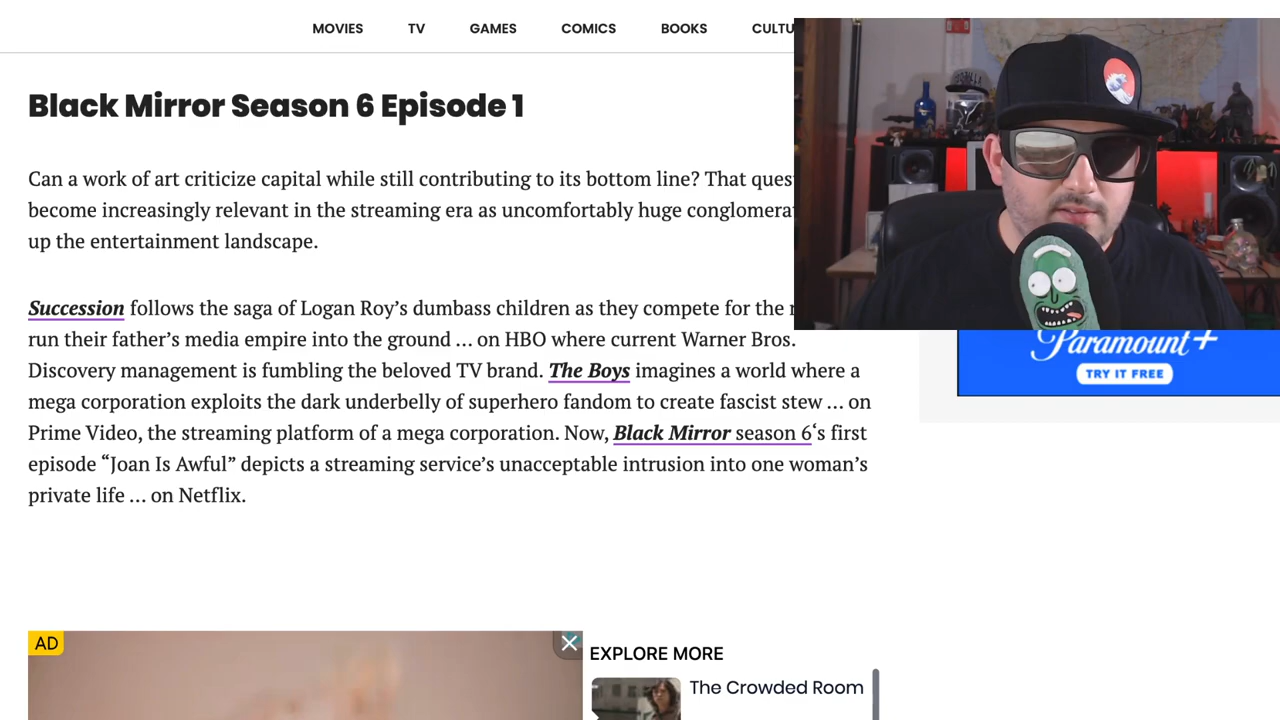 MOVIES TV GAMES COMICS BOOKS
Black Mirror Season 6 Episode 1
Can a work of art criticize capital while still contributing to its bottom line? That
become increasingly relevant in the streaming era as uncomfortably huge
up the entertainment landscape.
Succession follows the saga of Logan Roy’s dumbass children as they compete for the
run their father’s media empire into the ground … on HBO where current Warner Bros.
Discovery management is fumbling the beloved TV brand. The Boys imagines a world where a
mega corporation exploits the dark underbelly of superhero fandom to create fascist stew … on
Prime Video, the streaming platform of a mega corporation. Now, Black Mirror season 6‘s first
episode “Joan Is Awful” depicts a streaming service’s unacceptable intrusion into one woman’s
private life … on Netflix.
Paramount+
TRY IT FREE
AD
EXPLORE MORE
The Crowded Room